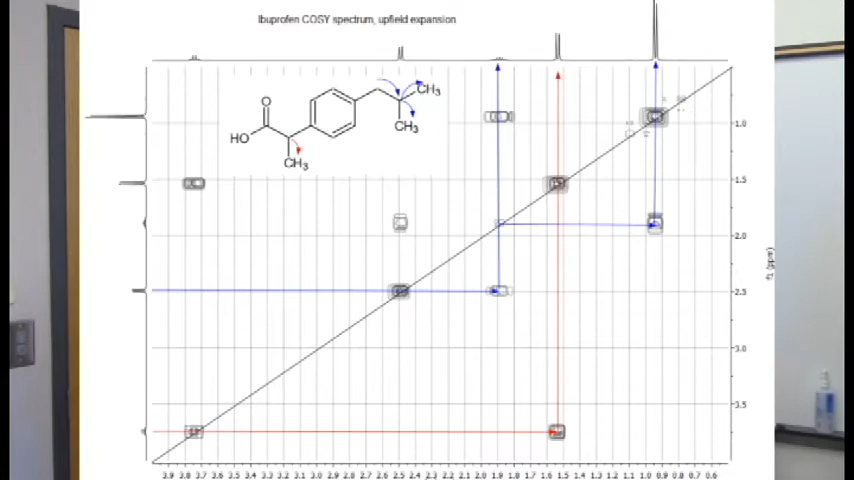 Ibuprofen COSY spectrum, upfield expansion
O
CH₃
HO
CH₃
CH₃
1.0
1.5
2.0
2.5
3.0
3.5
f1 (ppm)
3.9 3.8 3.7 3.6 3.5 3.4 3.3 3.2 3.1 3.0 2.9 2.8 2.7 2.6 2.5 2.4 2.3 2.2 2.1 2.0 1.9 1.8 1.7 1.6 1.5 1.4 1.3 1.2 1.1 1.0 0.9 0.8 0.7 0.6